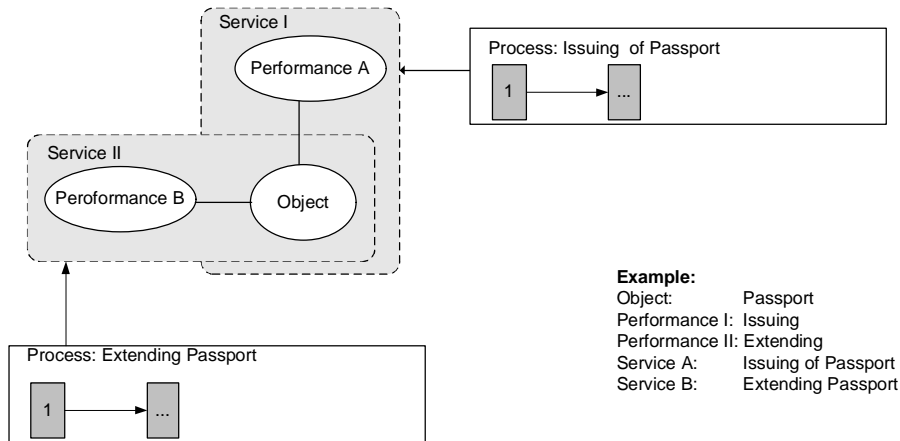 Service I
Performance A
Process: Issuing of Passport
1
...
Service II
Peroformance B
Object
Example:
Object: Passport
Performance I: Issuing
Performance II: Extending
Service A: Issuing of Passport
Service B: Extending Passport
Process: Extending Passport
1
...